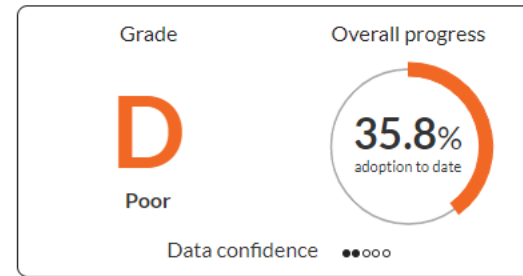 Grade
Overall progress
D
35.8%
adoption to date
Poor
Data confidence